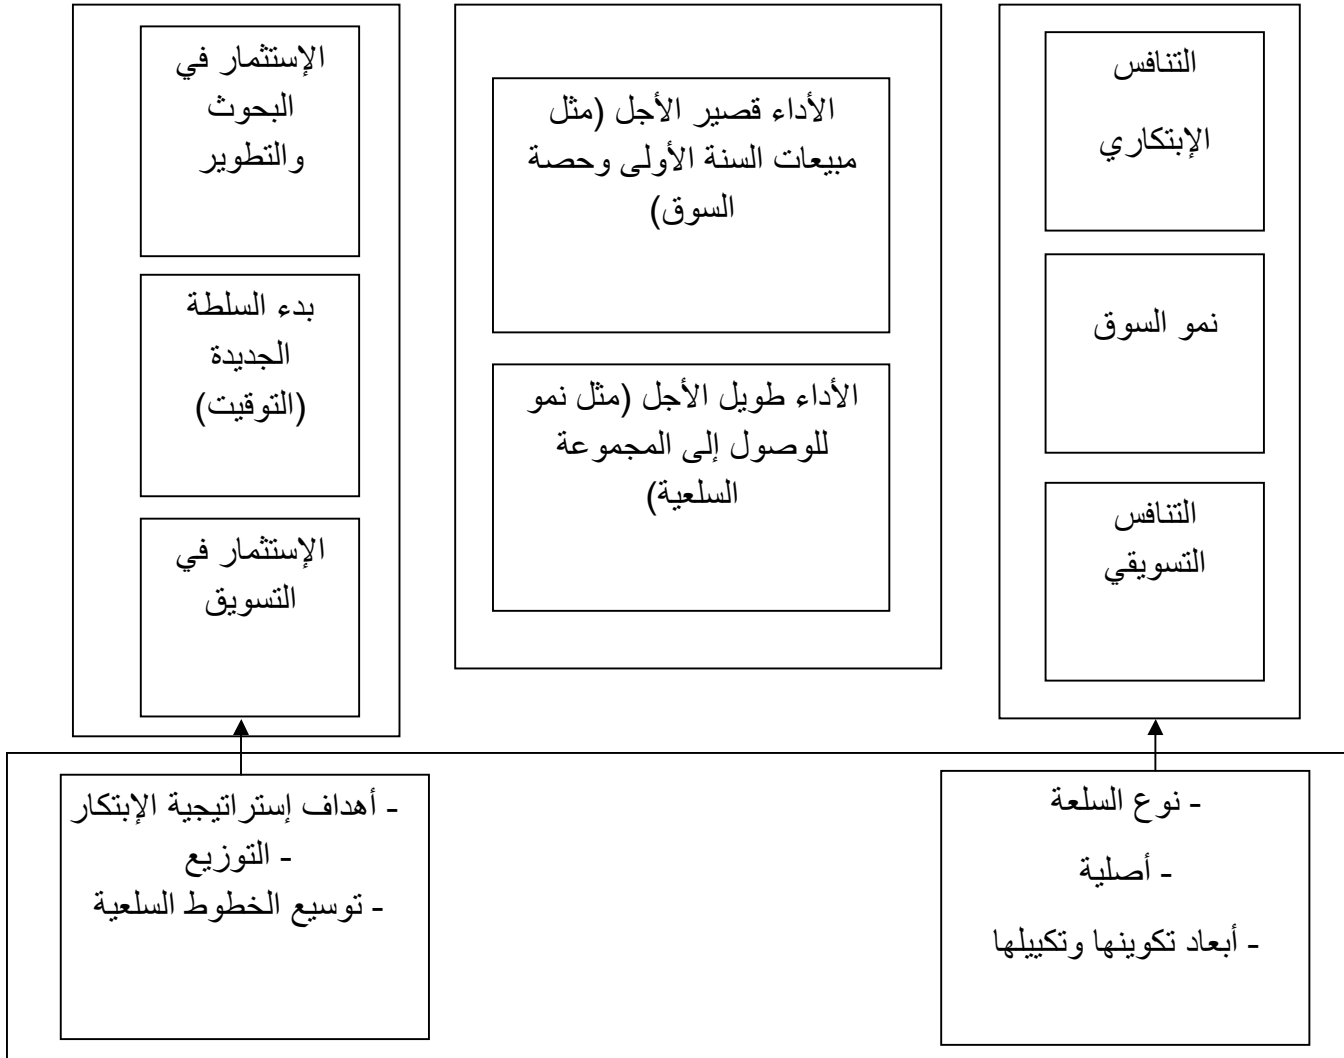 التنافس
الإبتكاري
نمو السوق
التنافس
التسويقي
الأداء قصير الأجل (مثل
مبيعات السنة الأولى وحصة
السوق)
الأداء طويل الأجل (مثل نمو
للوصول إلى المجموعة
السلعية)
الإستثمار في
البحوث
والتطوير
بدء السلطة
الجديدة
(التوقيت)
الإستثمار في
التسويق
- نوع السلعة
- أصلية
- أبعاد تكوينها وتكييلها
- أهداف إستراتيجية الإبتكار
- التوزيع
- توسيع الخطوط السلعية